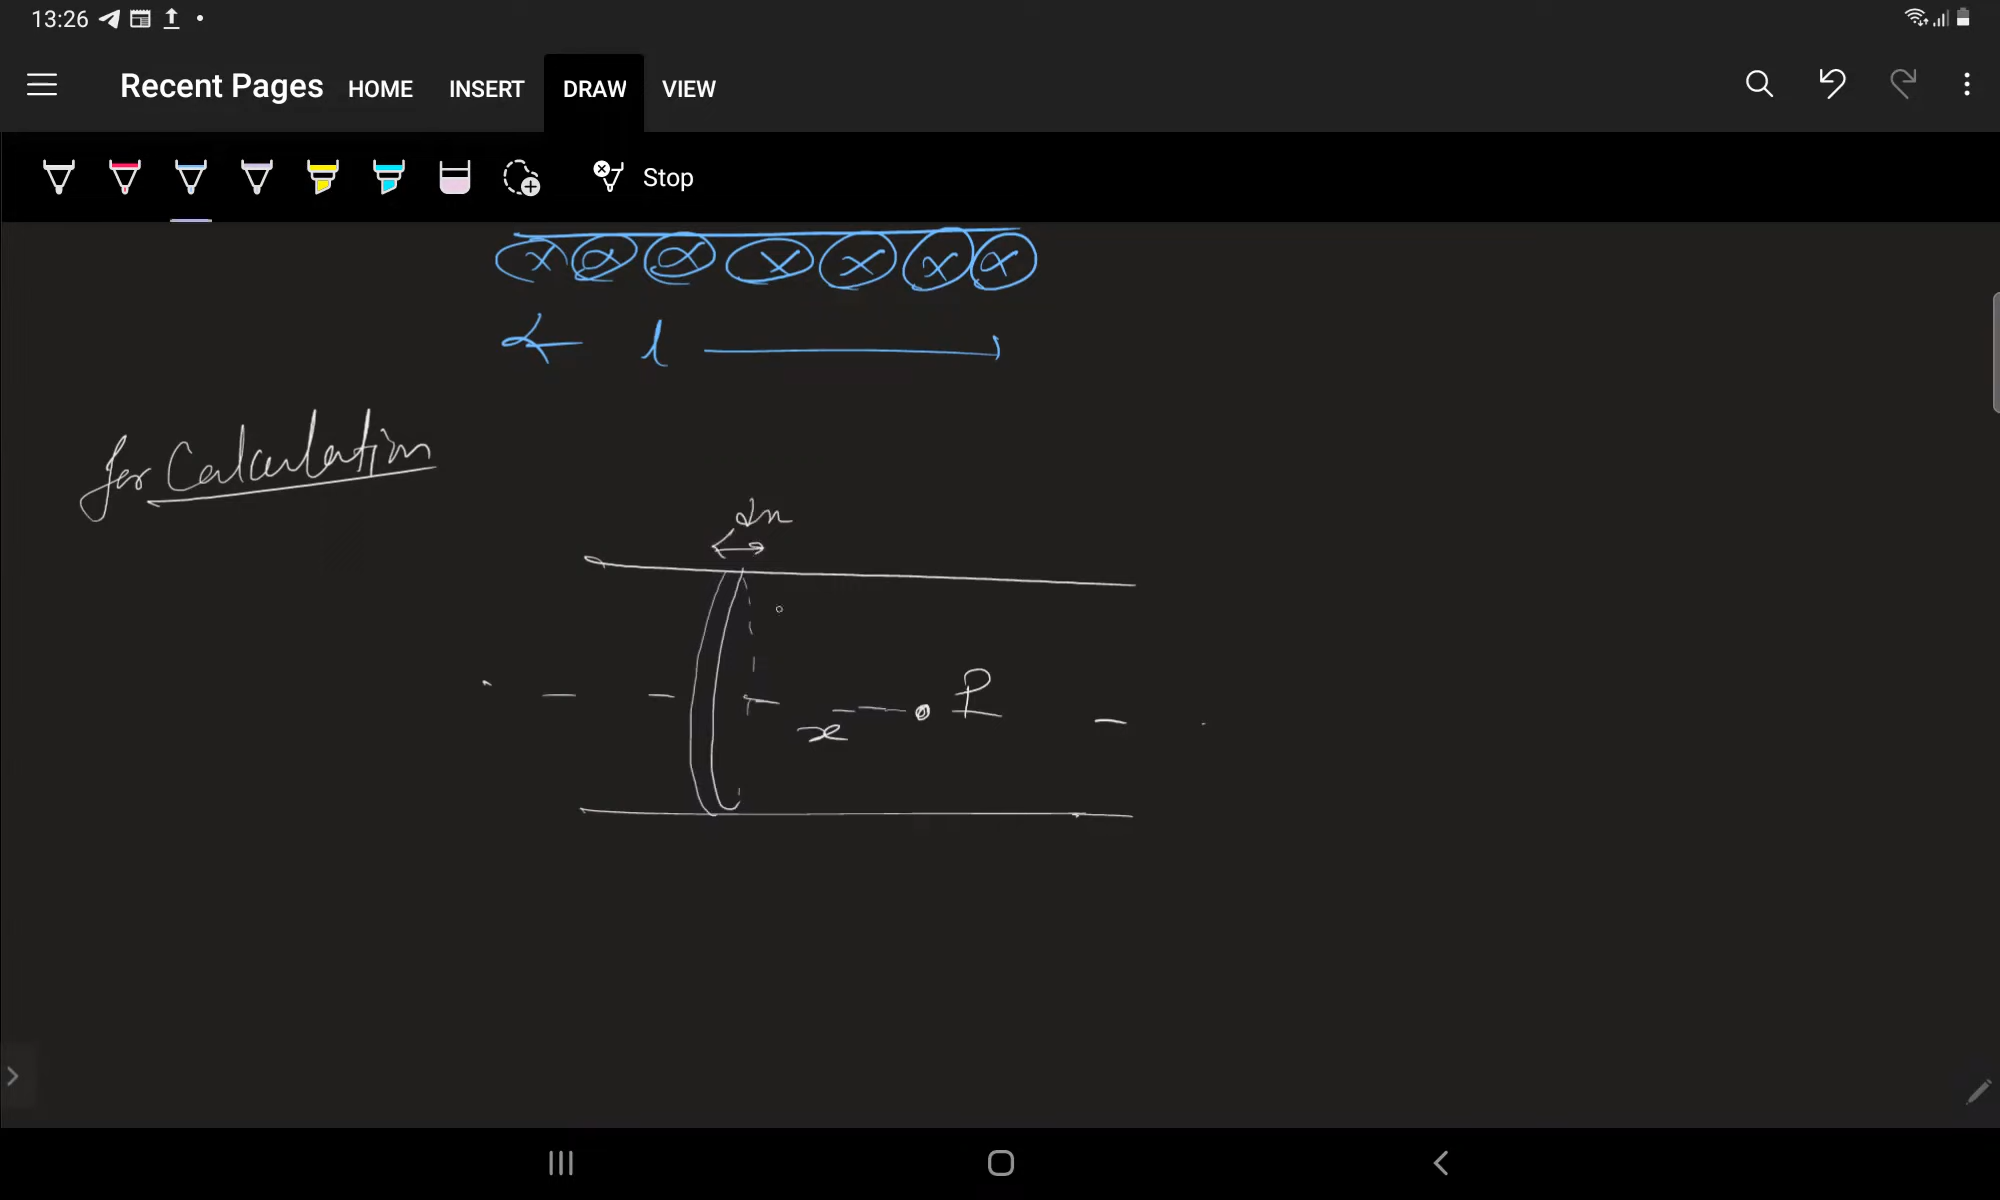 13:26
Recent Pages HOME INSERT DRAW VIEW
Stop
x x x x x x x
l
for Calculation
dx
x P